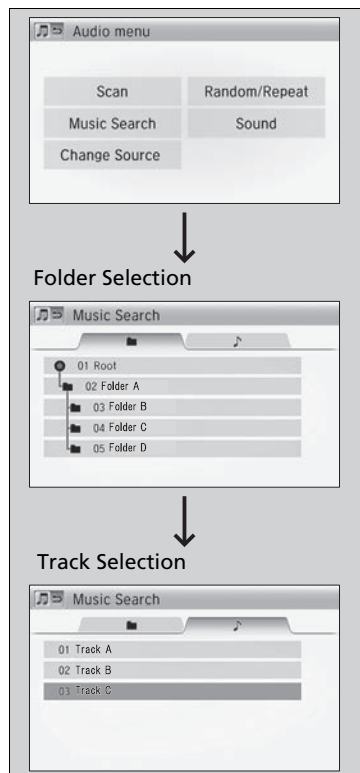 Audio menu
Scan Random/Repeat
Music Search Sound
Change Source
Folder Selection
Music Search
01 Root
02 Folder A
03 Folder B
04 Folder C
05 Folder D
Track Selection
Music Search
01 Track A
02 Track B
03 Track C